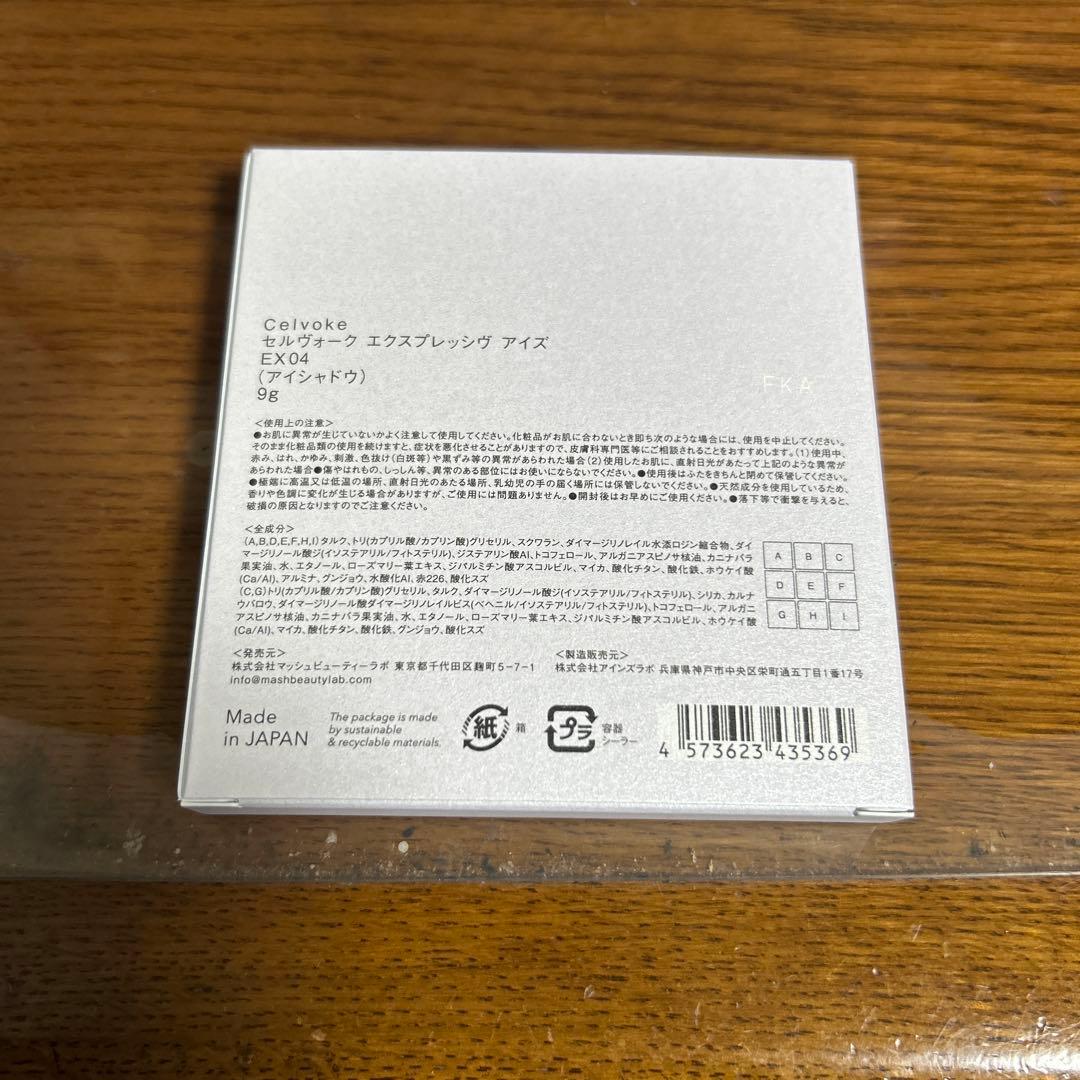 Celvoke
セルヴォーク エクスプレッシヴ アイズ
EX04
(アイシャドウ)
9g
FKA
<使用上の注意>
●お肌に異常が生じていないかよく注意して使用してください。化粧品がお肌に合わないとき即ち次のような場合には、使用を中止してください。
そのまま化粧品類の使用を続けますと、症状を悪化させることがありますので、皮膚科専門医等にご相談されることをおすすめします。(1)使用中、
赤み、はれ、かゆみ、刺激、色抜け(白斑等)や黒ずみ等の異常があらわれた場合(2)使用したお肌に、直射日光があたって上記のような異常が
あらわれた場合●傷やはれもの、しっしん等、異常のある部位にはお使いにならないでください。●使用後はふたをきちんと閉めて保管してください。
●極端に高温又は低温の場所、直射日光のあたる場所、乳幼児の手の届く場所には保管しないでください。●天然成分を使用しているため、
香りや色調に変化が生じる場合がありますが、ご使用には問題ありません。●開封後はお早めにご使用ください。●落下等で衝撃を与えると、
破損の原因となりますのでご注意ください。
<全成分>
(A,B,D,E,F,H,I)タルク、トリ(カプリル酸/カプリン酸)グリセリル、スクワラン、ダイマージリノレイル水添ロジン縮合物、ダイ
マージリノール酸ジ(イソステアリル/フィトステリル)、ジステアリン酸Al、トコフェロール、アルガニアスピノサ核油、カニナバラ
果実油、水、エタノール、ローズマリー葉エキス、ジパルミチン酸アスコルビル、マイカ、酸化チタン、酸化鉄、ホウケイ酸
(Ca/Al)、アルミナ、グンジョウ、水酸化Al、赤226、酸化スズ
(C,G)トリ(カプリル酸/カプリン酸)グリセリル、タルク、ダイマージリノール酸ジ(イソステアリル/フィトステリル)、シリカ、カルナ
ウバロウ、ダイマージリノール酸ダイマージリノレイルビス(ベヘニル/イソステアリル/フィトステリル)、トコフェロール、アルガニ
アスピノサ核油、カニナバラ果実油、水、エタノール、ローズマリー葉エキス、ジパルミチン酸アスコルビル、ホウケイ酸
(Ca/Al)、マイカ、酸化チタン、酸化鉄、グンジョウ、酸化スズ
A B C
D E F
G H I
<発売元>
株式会社マッシュビューティーラボ 東京都千代田区麹町5-7-1
info@mashbeautylab.com
<製造販売元>
株式会社アインズラボ 兵庫県神戸市中央区栄町通五丁目1番17号
Made
in JAPAN
The package is made
by sustainable
& recyclable materials.
紙
箱
プラ
容器
シーラー
4 573623 435369